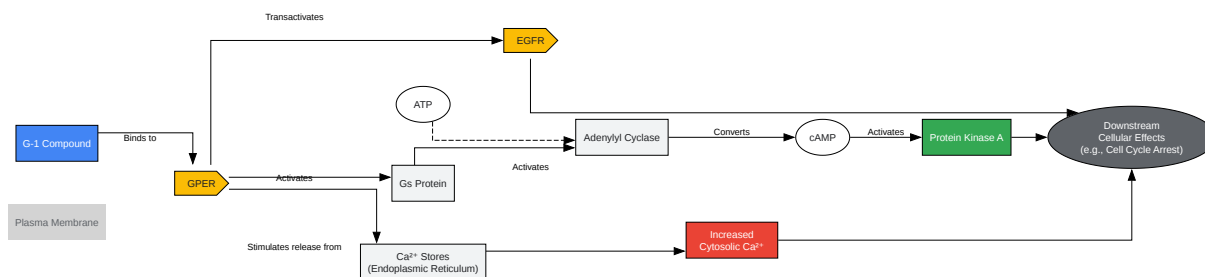 Transactivates
EGFR
ATP
G-1 Compound
Binds to
Adenylyl Cyclase
Converts
cAMP
Activates
Protein Kinase A
Downstream
Cellular Effects
(e.g., Cell Cycle Arrest)
GPER
Activates
Gs Protein
Activates
Plasma Membrane
Stimulates release from
Ca²⁺ Stores
(Endoplasmic Reticulum)
Increased
Cytosolic Ca²⁺